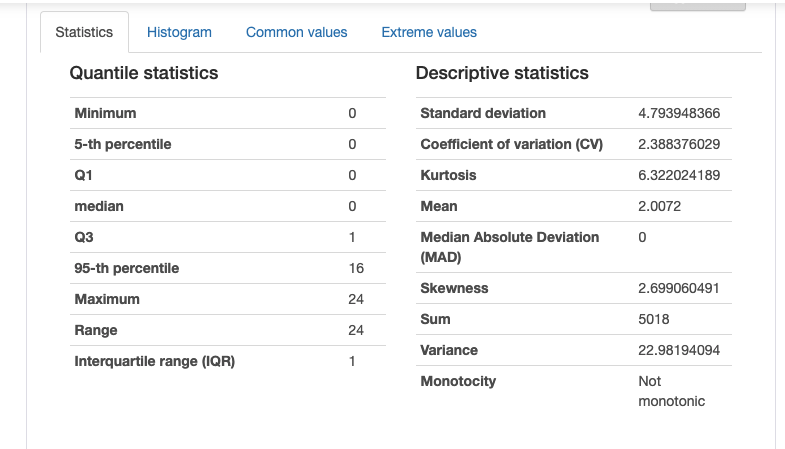 Statistics
Histogram
Common values
Extreme values
Quantile statistics
Minimum 0
5-th percentile 0
Q1 0
median 0
Q3 1
95-th percentile 16
Maximum 24
Range 24
Interquartile range (IQR) 1
Descriptive statistics
Standard deviation 4.793948366
Coefficient of variation (CV) 2.388376029
Kurtosis 6.322024189
Mean 2.0072
Median Absolute Deviation 0
(MAD)
Skewness 2.699060491
Sum 5018
Variance 22.98194094
Monotocity Not
monotonic